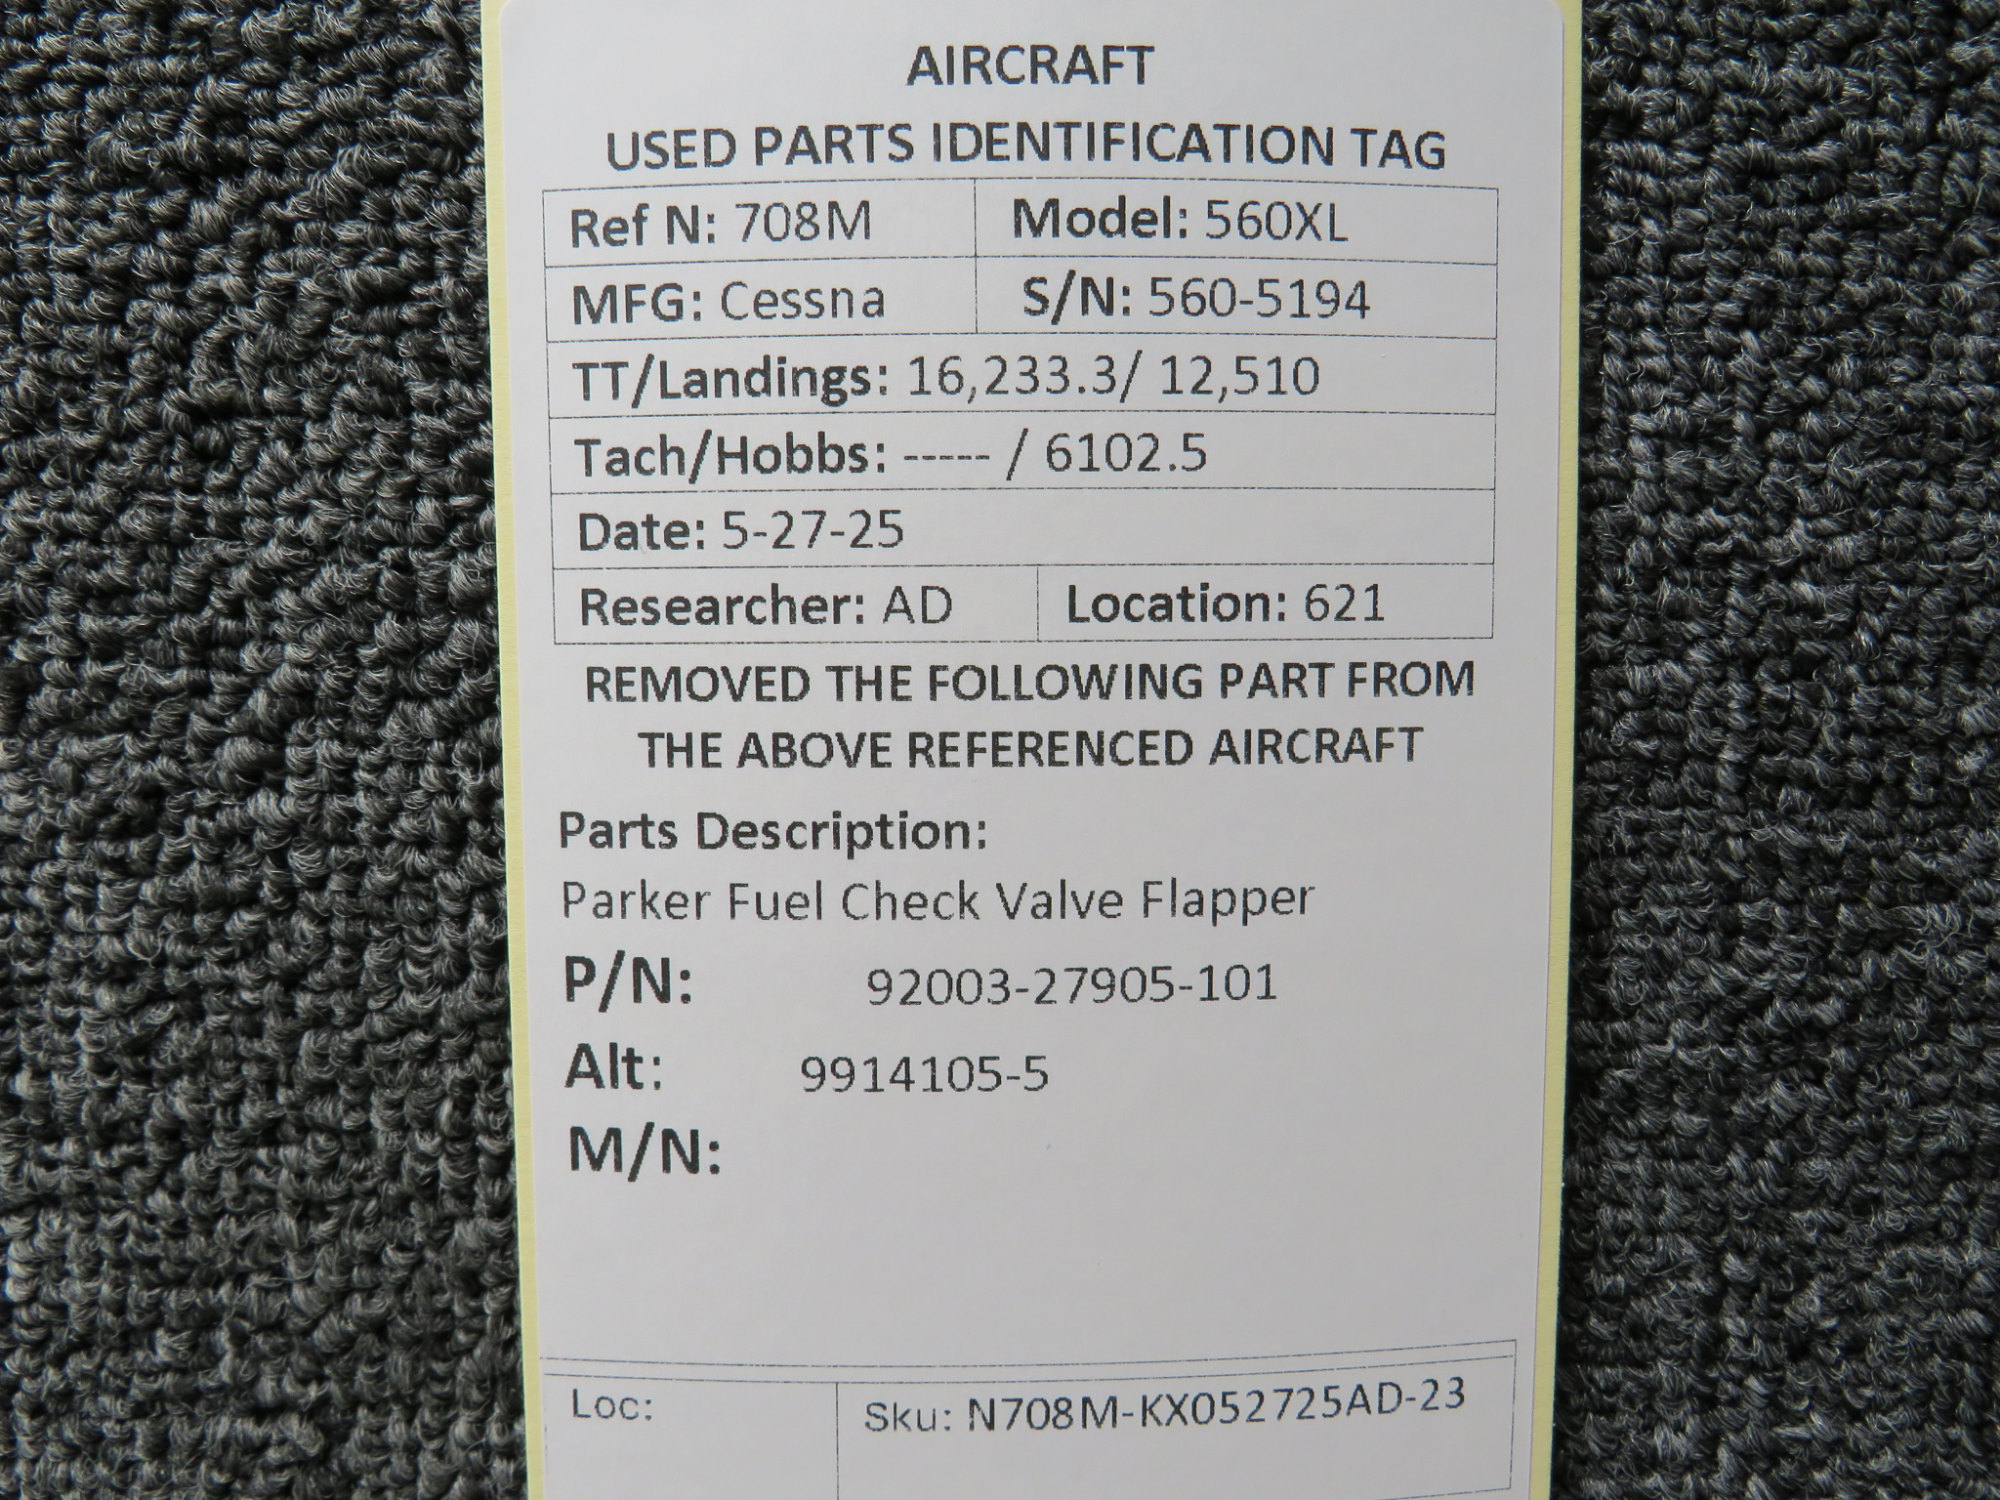 AIRCRAFT
USED PARTS IDENTIFICATION TAG
Ref N: 708M Model: 560XL
MFG: Cessna S/N: 560-5194
TT/Landings: 16,233.3/ 12,510
Tach/Hobbs: ----- / 6102.5
Date: 5-27-25
Researcher: AD Location: 621
REMOVED THE FOLLOWING PART FROM
THE ABOVE REFERENCED AIRCRAFT
Parts Description:
Parker Fuel Check Valve Flapper
P/N: 92003-27905-101
Alt: 9914105-5
M/N:
Loc: Sku: N708M-KX052725AD-23